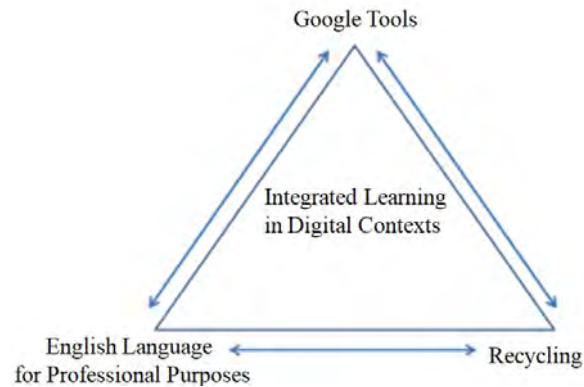 Google Tools
Integrated Learning
in Digital Contexts
English Language
for Professional Purposes
Recycling